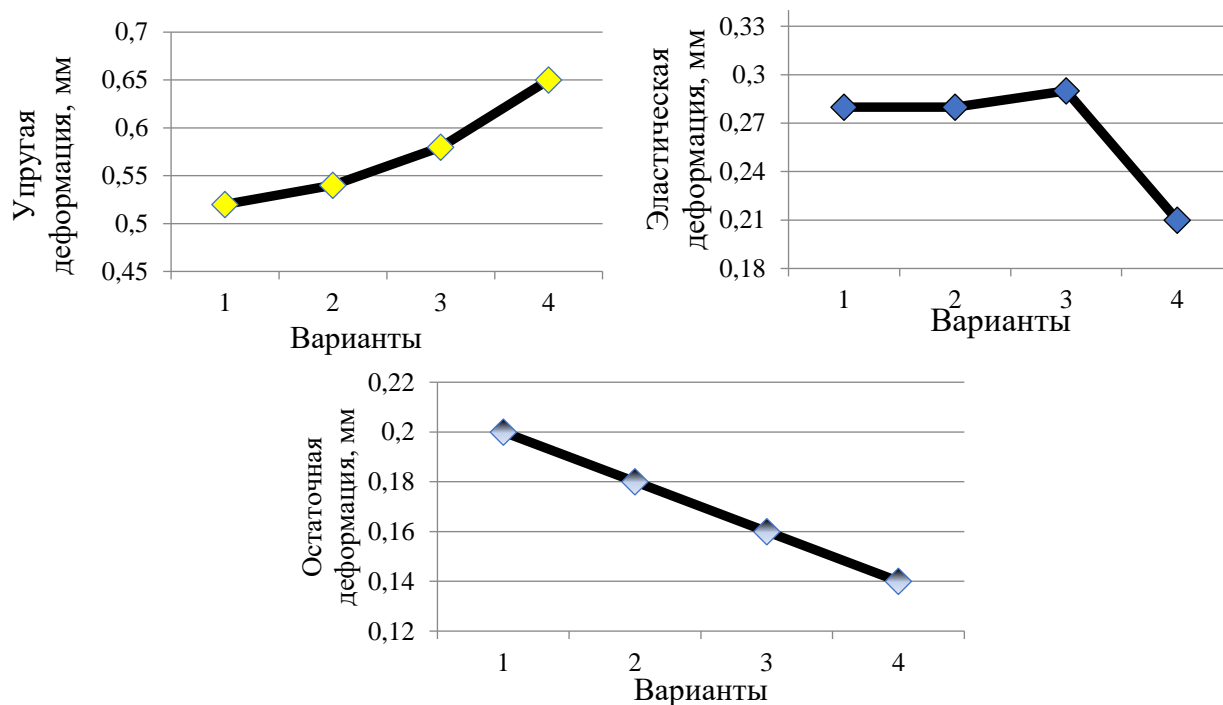 Упругая
деформация, мм
0,7
0,65
0,6
0,55
0,5
0,45
1 2 3 4
Варианты
Эластическая
деформация, мм
0,33
0,3
0,27
0,24
0,21
0,18
1 2 3 4
Варианты
Остаточная
деформация, мм
0,22
0,2
0,18
0,16
0,14
0,12
1 2 3 4
Варианты